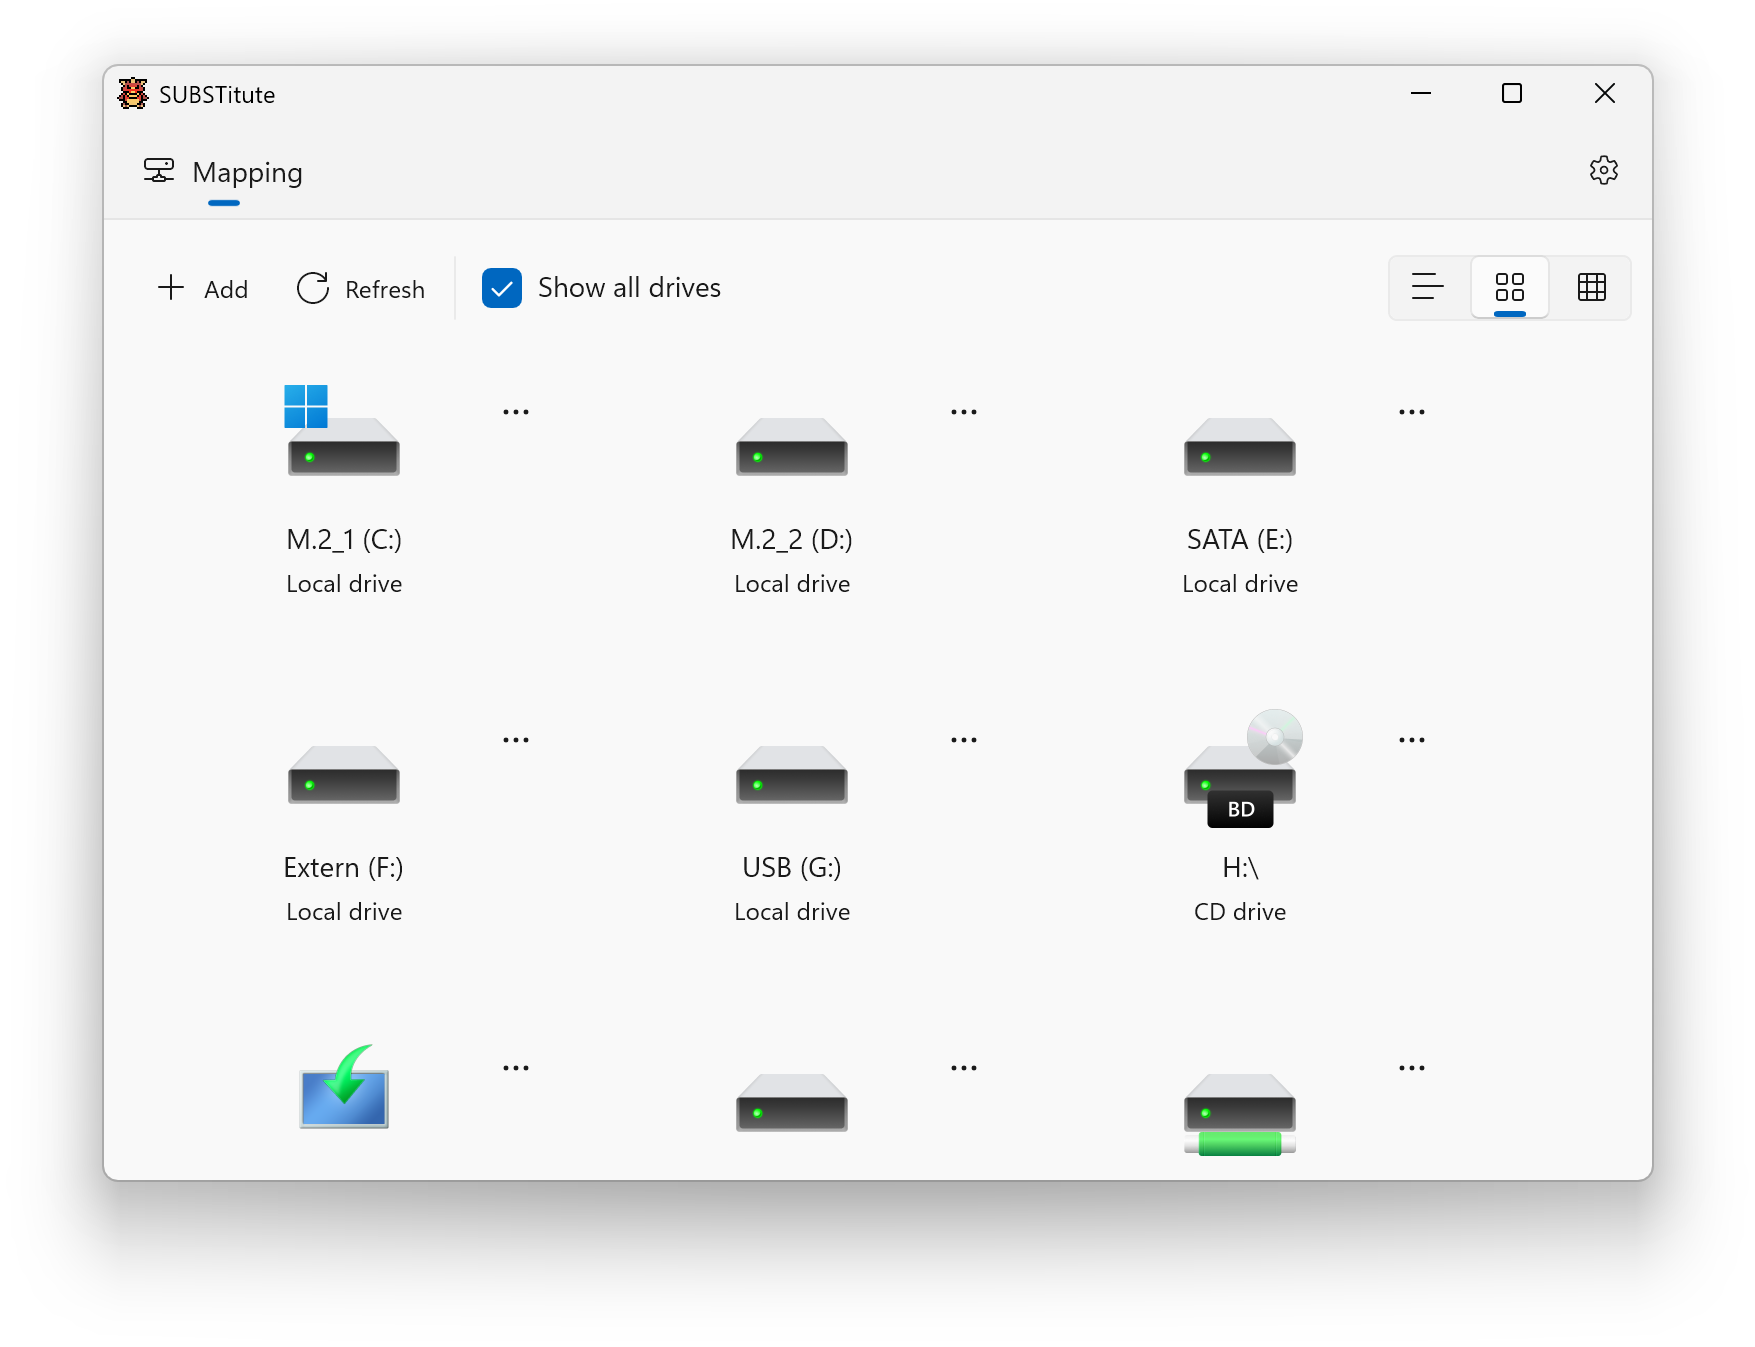 SUBSTitute
Mapping
Add
Refresh
Show all drives
M.2_1 (C:)
Local drive
M.2_2 (D:)
Local drive
SATA (E:)
Local drive
Extern (F:)
Local drive
USB (G:)
Local drive
BD
H:\
CD drive